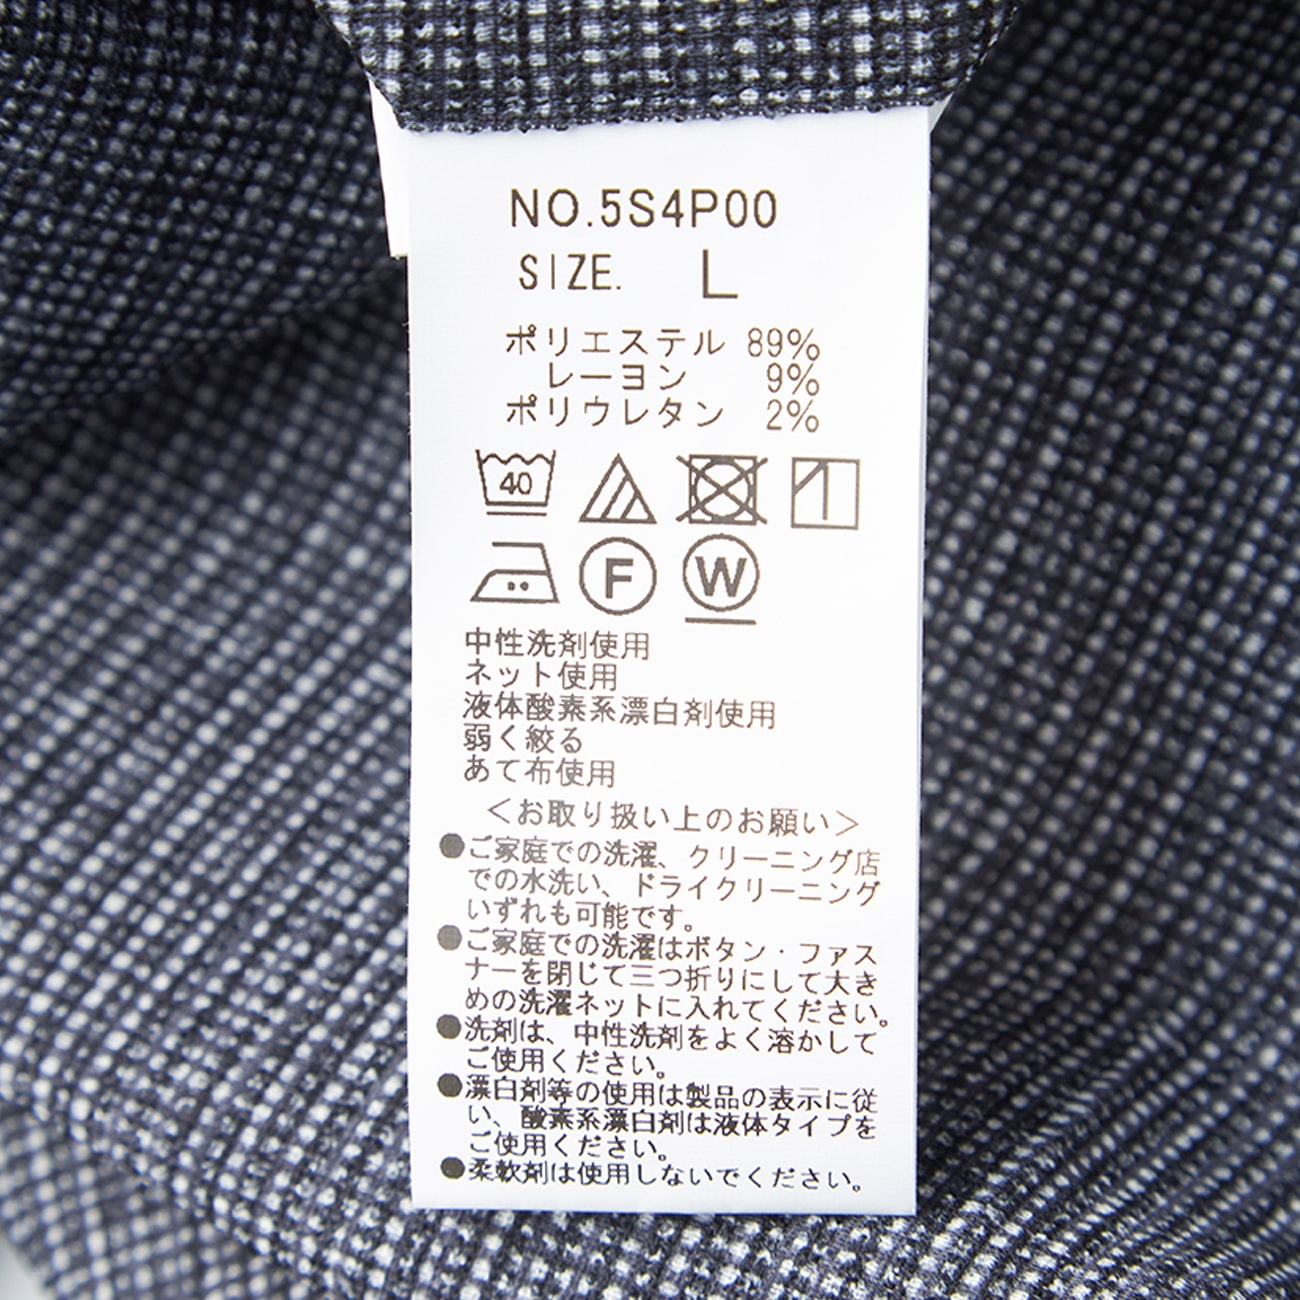 NO.5S4P00
SIZE. L
ポリエステル 89%
レーヨン 9%
ポリウレタン 2%
40
F W
中性洗剤使用
ネット使用
液体酸素系漂白剤使用
弱く絞る
あて布使用
＜お取り扱い上のお願い＞
●ご家庭での洗濯、クリーニング店
での水洗い、ドライクリーニング
いずれも可能です。
●ご家庭での洗濯はボタン・ファス
ナーを閉じて三つ折りにして大き
めの洗濯ネットに入れてください。
●洗剤は、中性洗剤をよく溶かして
ご使用ください。
●漂白剤等の使用は製品の表示に従
い、酸素系漂白剤は液体タイプを
ご使用ください。
●柔軟剤は使用しないでください。